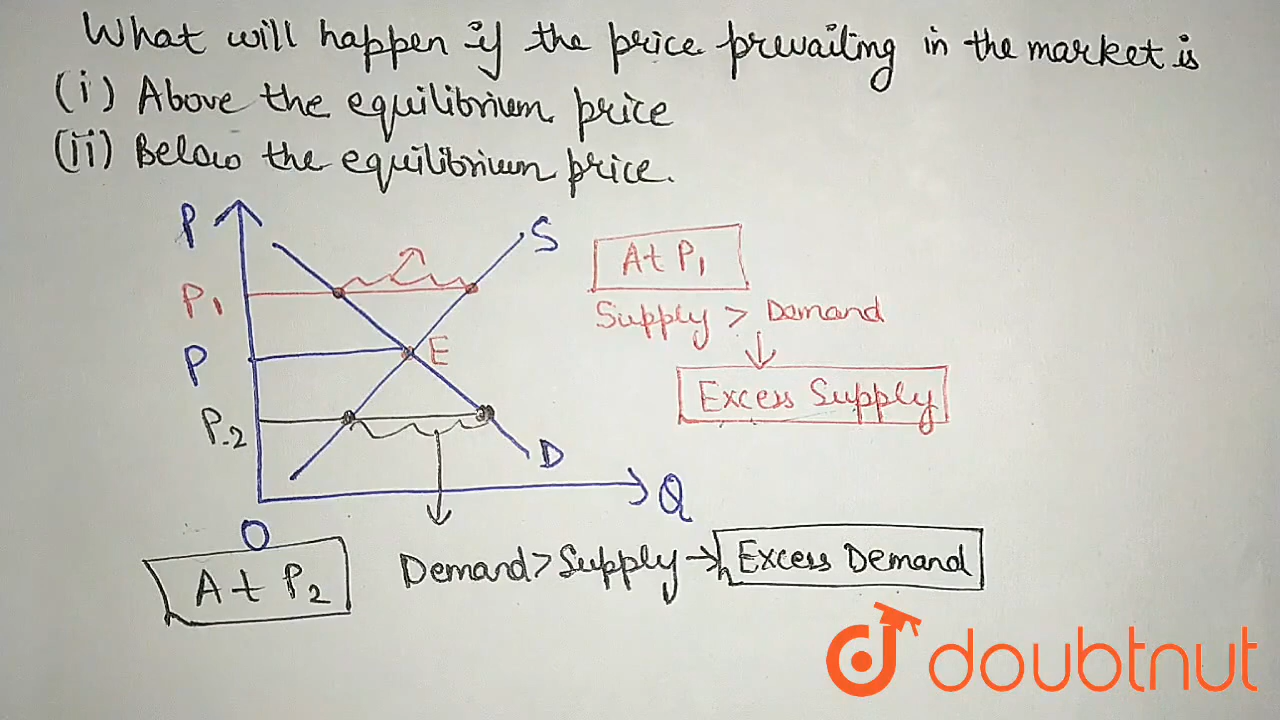 What will happen if the price prevailing in the market is
(i) Above the equilibrium price
(ii) Below the equilibrium price.
P
S
P1
P
E
P2
D
Q
O
At P1
Supply > Demand
Excess Supply
At P2
Demand > Supply → Excess Demand
doubtnut